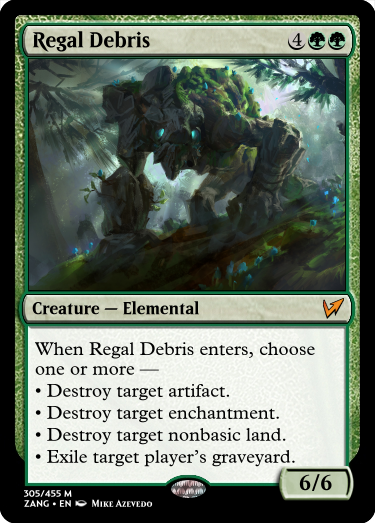 Regal Debris 4
Creature — Elemental
When Regal Debris enters, choose
one or more —
• Destroy target artifact.
• Destroy target enchantment.
• Destroy target nonbasic land.
• Exile target player's graveyard.
6/6
305/455 M
ZANG • EN Mike Azevedo